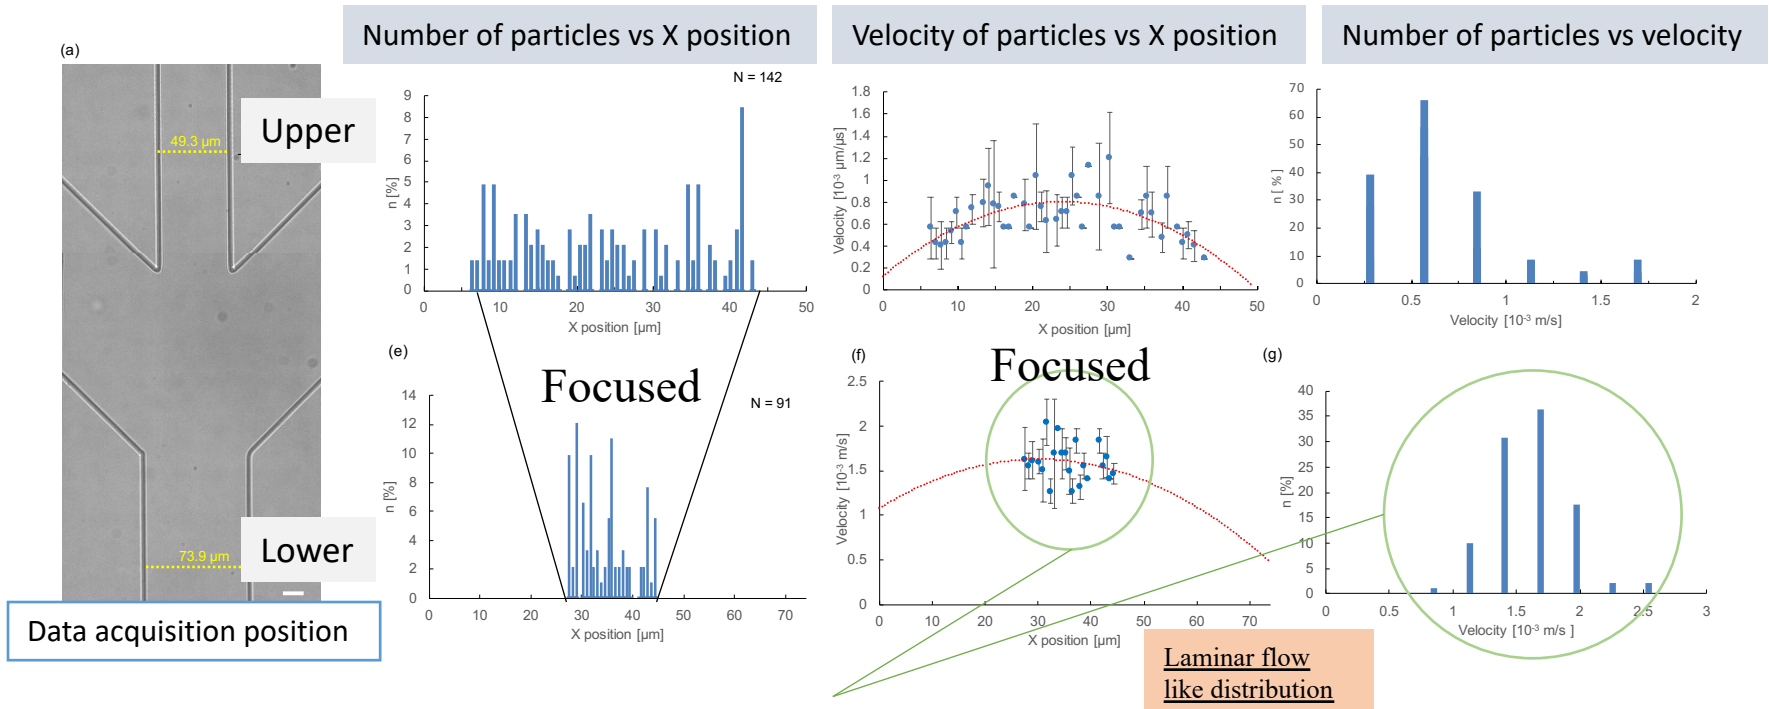 Number of particles vs X position
Velocity of particles vs X position
Number of particles vs velocity
(a)
49.3 µm
Upper
73.9 µm
Lower
Data acquisition position
N = 142
9
8
7
6
5
4
3
2
1
0
n [%]
0 10 20 30 40 50
X position [µm]
1.8
1.6
1.4
1.2
1
0.8
0.6
0.4
0.2
0
Velocity [10⁻³ µm/µs]
0 10 20 30 40 50
X position [µm]
70
60
50
40
30
20
10
0
n [ %]
0 0.5 1 1.5 2
Velocity [10⁻³ m/s]
(e)
Focused
N = 91
14
12
10
8
6
4
2
0
n [%]
0 10 20 30 40 50 60 70
X position [µm]
(f)
Focused
2.5
2
1.5
1
0.5
0
Velocity [10⁻³ m/s]
0 10 20 30 40 50 60 70
X position [µm]
(g)
40
35
30
25
20
15
10
5
0
n [%]
0 0.5 1 1.5 2 2.5 3
Velocity [10⁻³ m/s ]
Laminar flow
like distribution